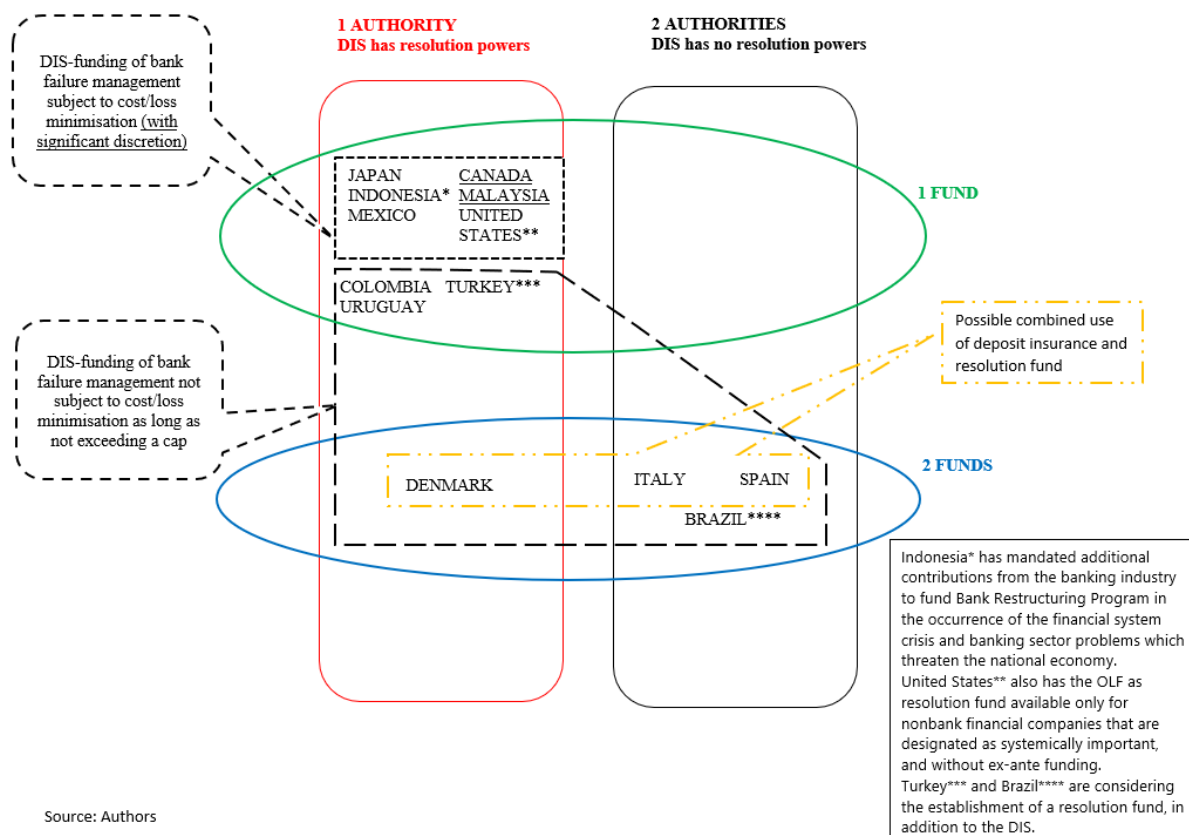 1 AUTHORITY
DIS has resolution powers
2 AUTHORITIES
DIS has no resolution powers
DIS-funding of bank
failure management
subject to cost/loss
minimisation (with
significant discretion)
JAPAN
INDONESIA*
MEXICO
CANADA
MALAYSIA
UNITED
STATES**
1 FUND
COLOMBIA TURKEY***
URUGUAY
Possible combined use
of deposit insurance and
resolution fund
DIS-funding of bank
failure management not
subject to cost/loss
minimisation as long as
not exceeding a cap
2 FUNDS
DENMARK
ITALY
SPAIN
BRAZIL****
Indonesia* has mandated additional
contributions from the banking industry
to fund Bank Restructuring Program in
the occurrence of the financial system
crisis and banking sector problems which
threaten the national economy.
United States** also has the OLF as
resolution fund available only for
nonbank financial companies that are
designated as systemically important,
and without ex-ante funding.
Turkey*** and Brazil**** are considering
the establishment of a resolution fund, in
addition to the DIS.
Source: Authors